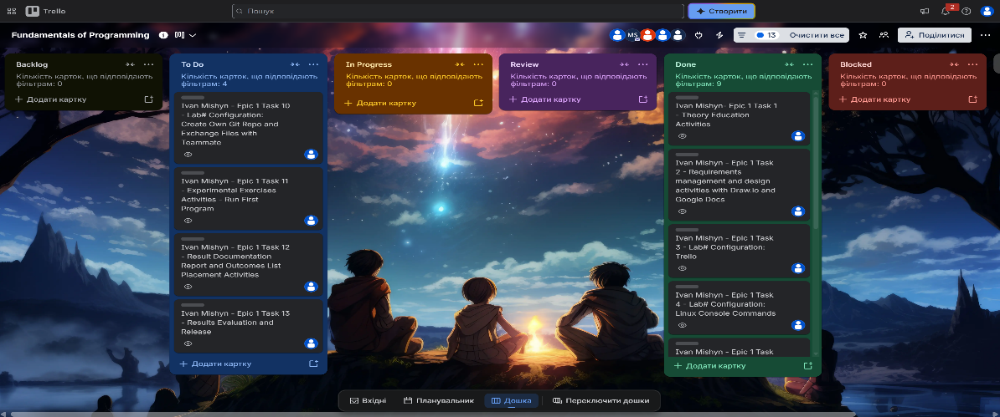 Trello
Пошук
Створити
2
Fundamentals of Programming
MS
13
Очистити все
Поділитися
Backlog
Кількість карток, що відповідають
фільтрам: 0
Додати картку
To Do
Кількість карток, що відповідають
фільтрам: 4
Ivan Mishyn - Epic 1 Task 10
- Lab# Configuration:
Create Own Git Repo and
Exchange Files with
Teammate
Ivan Mishyn - Epic 1 Task 11
- Experimental Exercises
Activities - Run First
Program
Ivan Mishyn - Epic 1 Task 12
- Result Documentation
Report and Outcomes List
Placement Activities
Ivan Mishyn - Epic 1 Task 13
- Results Evaluation and
Release
Додати картку
In Progress
Кількість карток, що відповідають
фільтрам: 0
Додати картку
Review
Кількість карток, що відповідають
фільтрам: 0
Додати картку
Done
Кількість карток, що відповідають
фільтрам: 9
Ivan Mishyn- Epic 1 Task 1
- Theory Education
Activities
Ivan Mishyn - Epic 1 Task
2 - Requirements
management and design
activities with Draw.io and
Google Docs
Ivan Mishyn - Epic 1 Task
3 - Lab# Configuration:
Trello
Ivan Mishyn - Epic 1 Task
4 - Lab# Configuration:
Linux Console Commands
Ivan Mishyn - Epic 1 Task
Додати картку
Blocked
Кількість карток, що відповідають
фільтрам: 0
Додати картку
Вхідні
Планувальник
Дошка
Переключити дошки